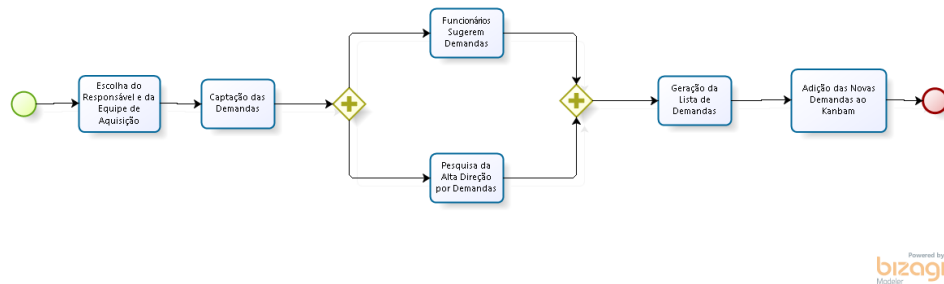 Escolha do
Responsável e da
Equipe de
Aquisição
Captação das
Demandas
Funcionários
Sugerem
Demandas
Pesquisa da
Alta Direção
por Demandas
Geração da
Lista de
Demandas
Adição das Novas
Demandas ao
Kanbam
Powered by
bizagi
Modeler